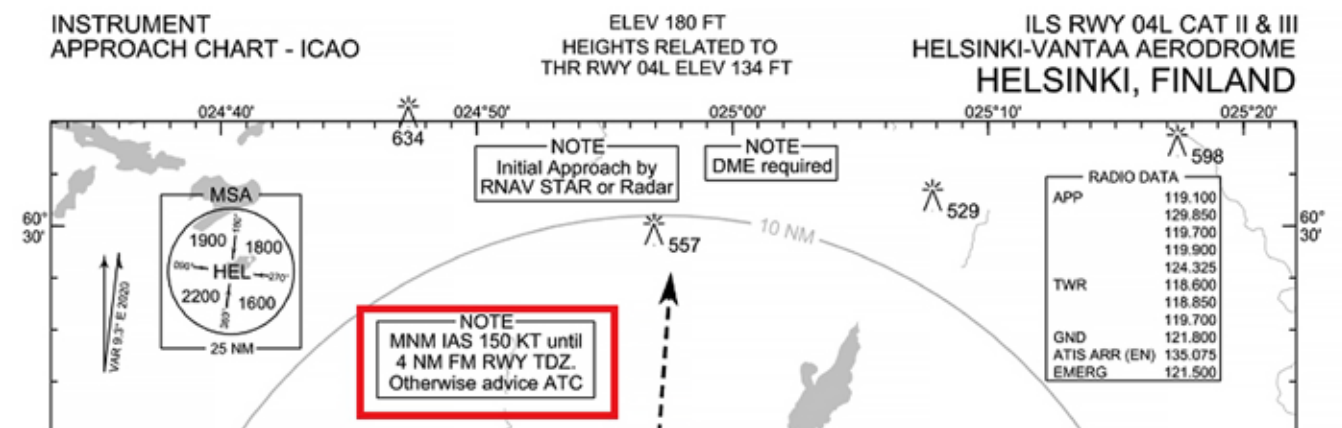 INSTRUMENT
APPROACH CHART - ICAO
ELEV 180 FT
HEIGHTS RELATED TO
THR RWY 04L ELEV 134 FT
ILS RWY 04L CAT II & III
HELSINKI-VANTAA AERODROME
HELSINKI, FINLAND
024°40' 024°50' 025°00' 025°10' 025°20'
634
598
529
557
NOTE
Initial Approach by
RNAV STAR or Radar
NOTE
DME required
10 NM
60°
30'
60°
30'
MSA
1900 180° 1800
090° HEL 270°
2200 1600
25 NM
VAR 9.3° E 2020
NOTE
MNM IAS 150 KT until
4 NM FM RWY TDZ.
Otherwise advice ATC
RADIO DATA
APP 119.100
129.850
119.700
119.900
124.325
TWR 118.600
118.850
119.700
GND 121.800
ATIS ARR (EN) 135.075
EMERG 121.500